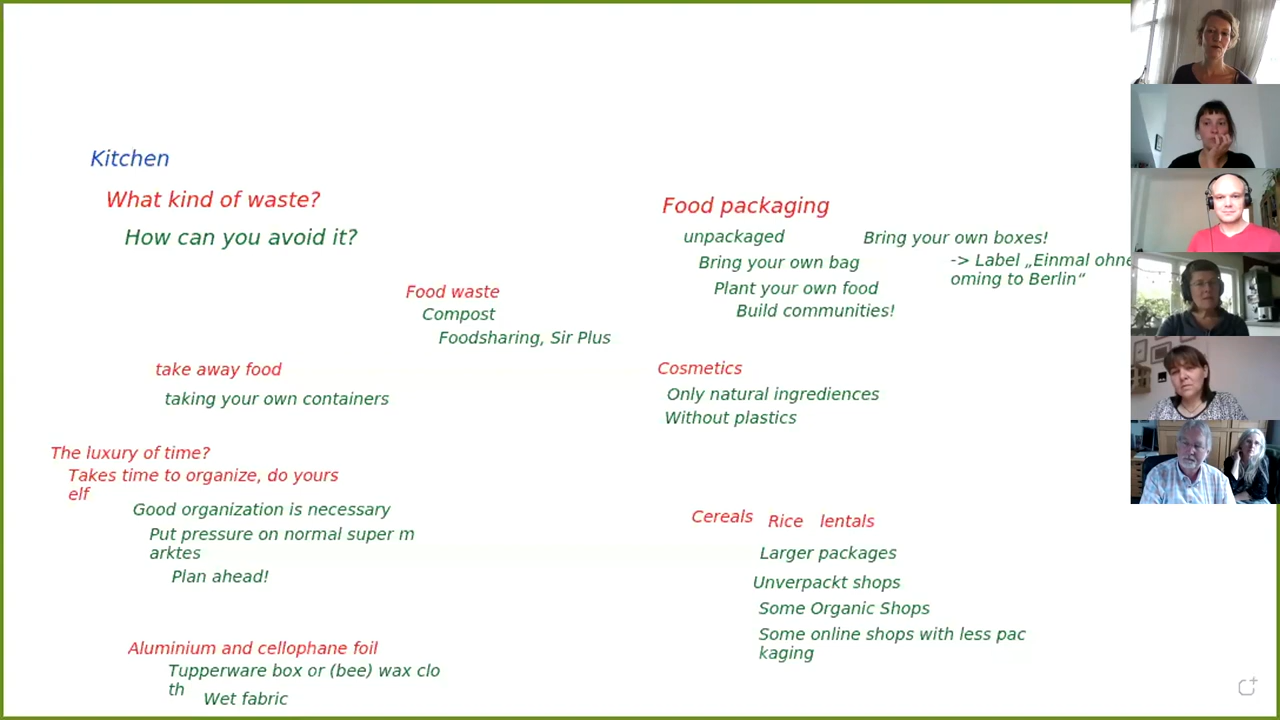 Kitchen
What kind of waste?
How can you avoid it?
Food waste
Compost
Foodsharing, Sir Plus
take away food
taking your own containers
The luxury of time?
Takes time to organize, do yours
elf
Good organization is necessary
Put pressure on normal super m
arktes
Plan ahead!
Aluminium and cellophane foil
Tupperware box or (bee) wax clo
th
Wet fabric
Food packaging
unpackaged
Bring your own bag
Plant your own food
Build communities!
Bring your own boxes!
-> Label „Einmal ohne
oming to Berlin“
Cosmetics
Only natural ingrediences
Without plastics
Cereals Rice lentals
Larger packages
Unverpackt shops
Some Organic Shops
Some online shops with less pac
kaging